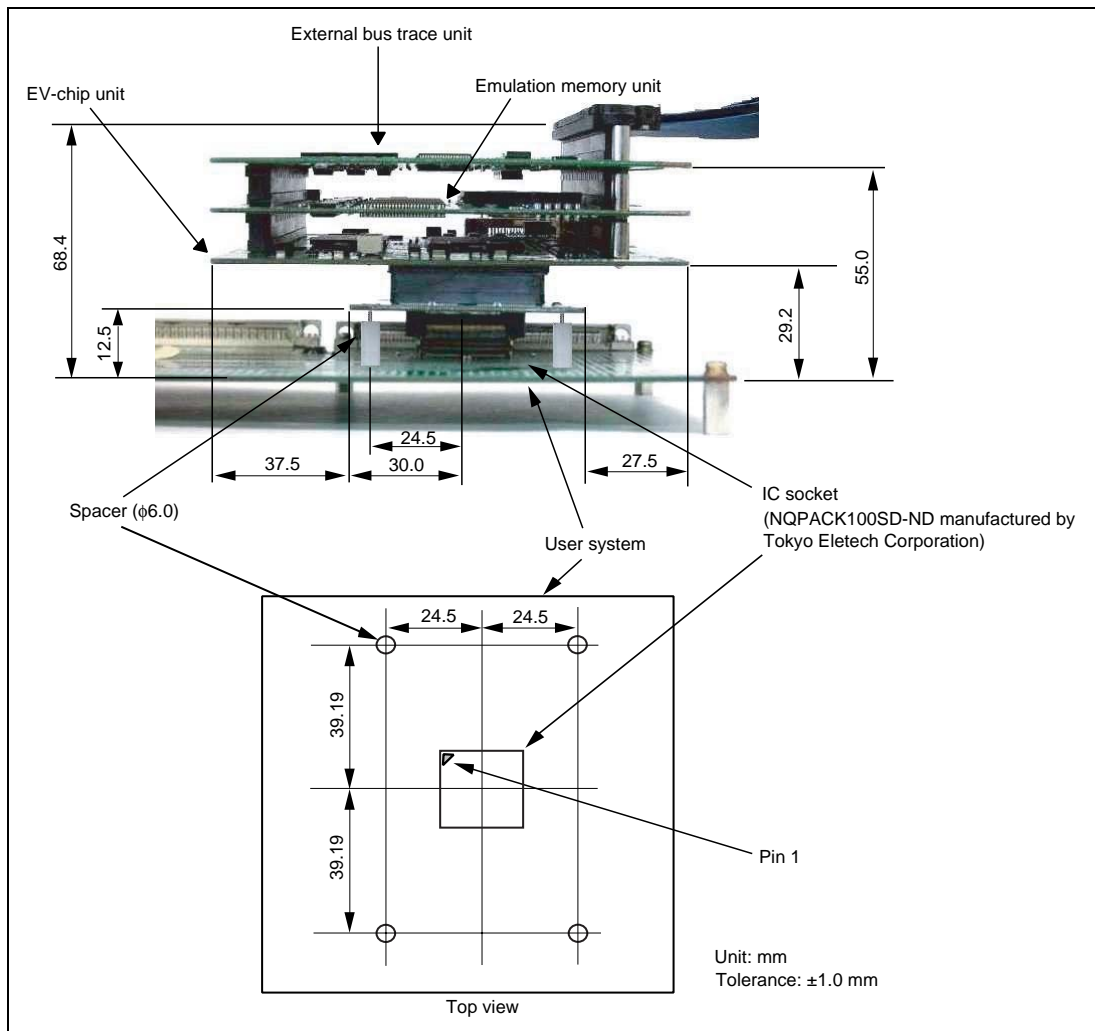 External bus trace unit
Emulation memory unit
EV-chip unit
68.4
55.0
29.2
12.5
24.5
37.5
30.0
27.5
Spacer (ϕ6.0)
IC socket
(NQPACK100SD-ND manufactured by
Tokyo Eletech Corporation)
User system
24.5
24.5
39.19
39.19
Pin 1
Unit: mm
Tolerance: ±1.0 mm
Top view